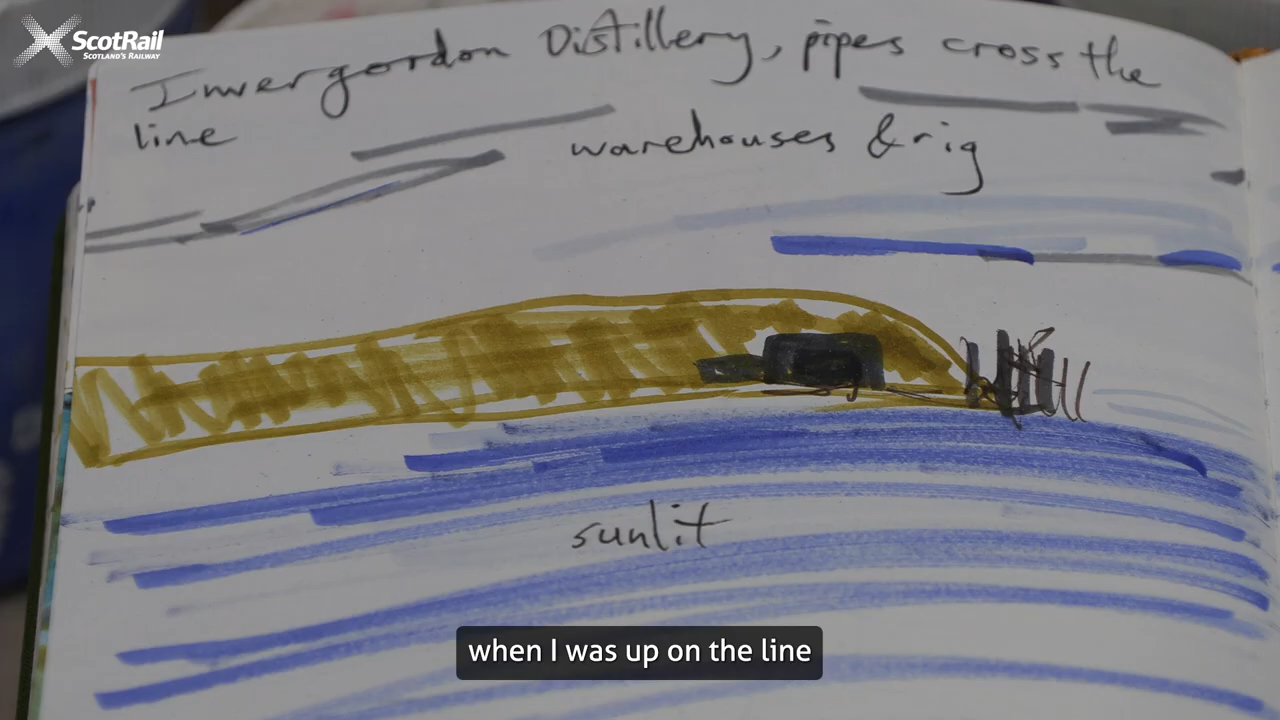 ScotRail
SCOTLAND'S RAILWAY
Invergordon Distillery, pipes cross the
line
warehouses & rig
sunlit
when I was up on the line